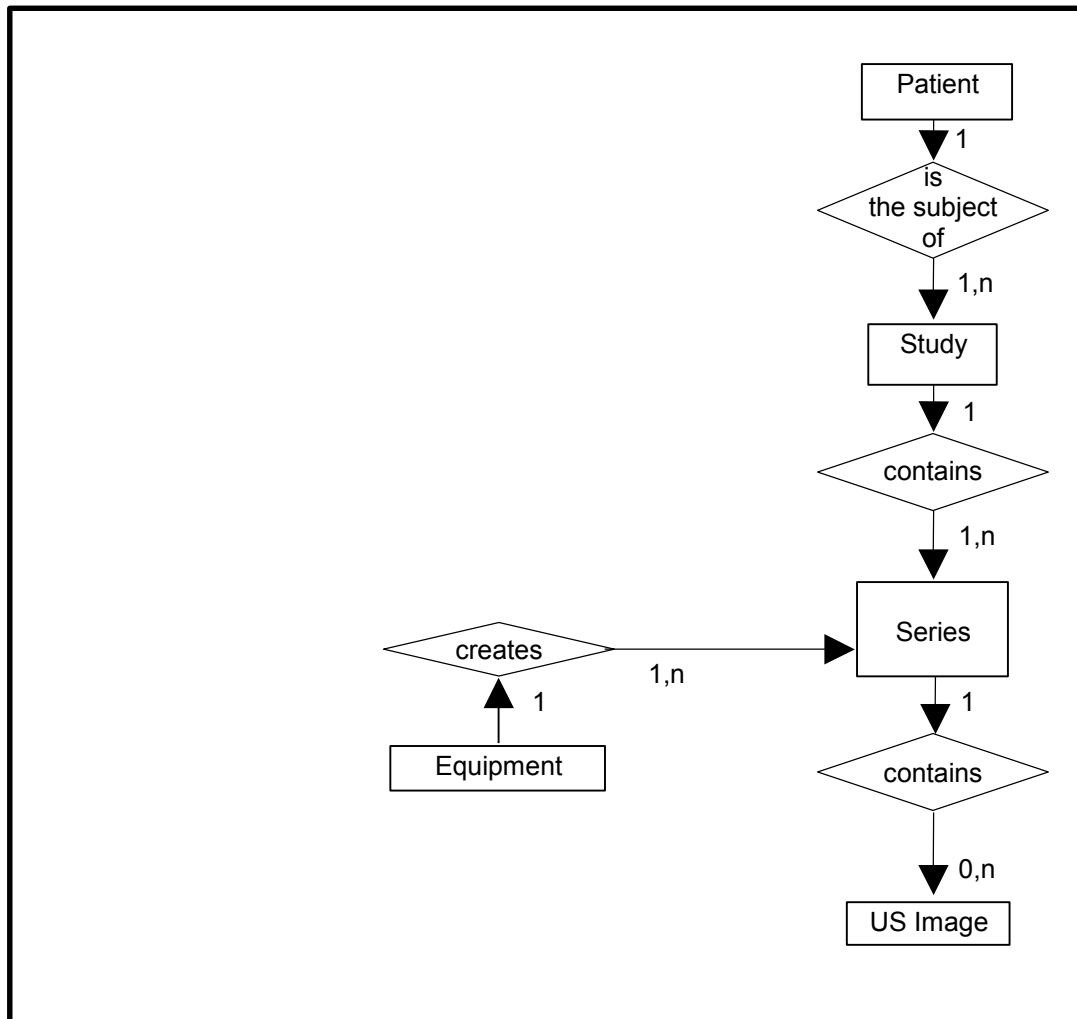 Patient
1
is
the subject
of
1,n
Study
1
contains
1,n
Series
creates
1,n
1
Equipment
1
contains
0,n
US Image